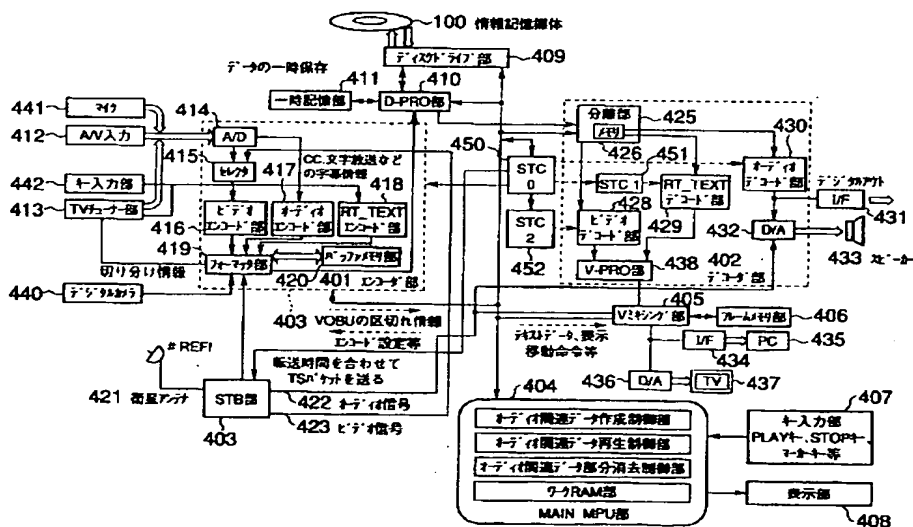 100 情報記憶媒体
ディスクドライブ部
409
データの一時保存
411
410
一時記憶部
D-PRO部
441
マイク
412
A/V入力
414
A/D
415
セレクタ
417
CC、文字放送など
の字幕情報
418
442
キー入力部
413
TVチューナー部
416
ビデオ
エンコード部
オーディオ
エンコード部
RT_TEXT
エンコード部
419
フォーマッタ部
420
バッファメモリ部
401
エンコーダ部
切り分け情報
440
デジタルカメラ
403
VOBUの区切れ情報
エンコード設定等
転送時間を合わせて
TSパケットを送る
# REF1
421 衛星アンテナ
STB部
403
422 オーディオ信号
423 ビデオ信号
分離部
メモリ
425
426
430
オーディオ
デコード部
デジタルアウト
I/F
431
450
STC
0
451
STC 1
STC
2
452
428
ビデオ
デコード部
RT_TEXT
デコード部
429
432
D/A
433 スピーカー
402
デコーダ部
V-PRO部
438
405
Vミキシング部
フレームメモリ部
406
テキストデータ、表示
移動命令等
I/F
434
PC
435
436
D/A
TV
437
404
オーディオ関連データ作成制御部
オーディオ関連データ再生制御部
オーディオ関連データ部分消去制御部
ワークRAM部
MAIN MPU部
407
キー入力部
PLAYキー、STOPキー、
マーカーキー等
表示部
408